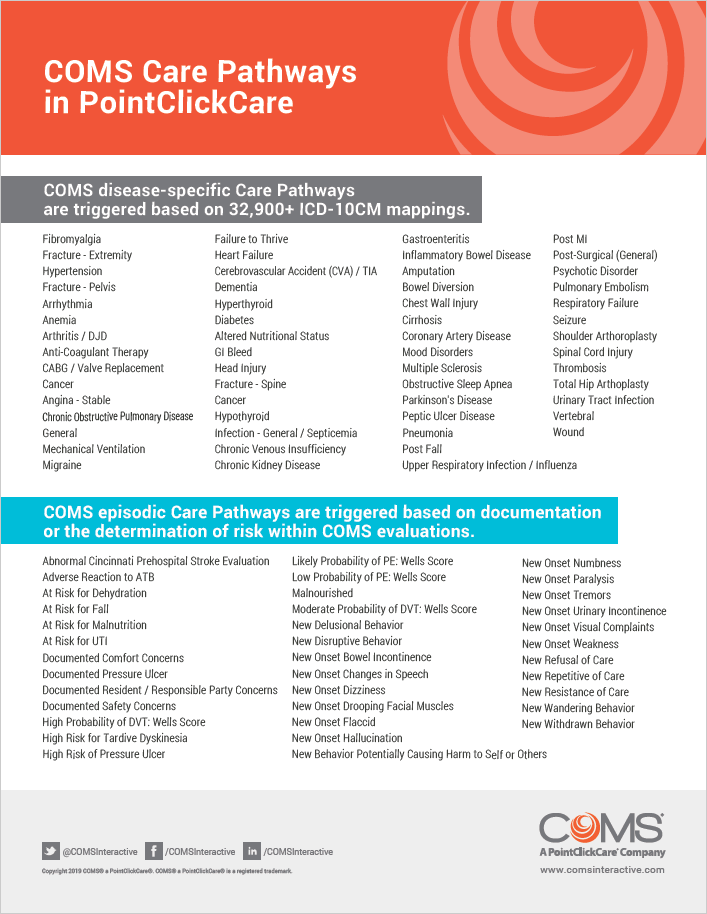 COMS Care Pathways
in PointClickCare
COMS disease-specific Care Pathways
are triggered based on 32,900+ ICD-10CM mappings.
Fibromyalgia
Fracture - Extremity
Hypertension
Fracture - Pelvis
Arrhythmia
Anemia
Arthritis / DJD
Anti-Coagulant Therapy
CABG / Valve Replacement
Cancer
Angina - Stable
Chronic Obstructive Pulmonary Disease
General
Mechanical Ventilation
Migraine
Failure to Thrive
Heart Failure
Cerebrovascular Accident (CVA) / TIA
Dementia
Hyperthyroid
Diabetes
Altered Nutritional Status
GI Bleed
Head Injury
Fracture - Spine
Cancer
Hypothyroid
Infection - General / Septicemia
Chronic Venous Insufficiency
Chronic Kidney Disease
Gastroenteritis
Inflammatory Bowel Disease
Amputation
Bowel Diversion
Chest Wall Injury
Cirrhosis
Coronary Artery Disease
Mood Disorders
Multiple Sclerosis
Obstructive Sleep Apnea
Parkinson's Disease
Peptic Ulcer Disease
Pneumonia
Post Fall
Upper Respiratory Infection / Influenza
Post MI
Post-Surgical (General)
Psychotic Disorder
Pulmonary Embolism
Respiratory Failure
Seizure
Shoulder Arthoroplasty
Spinal Cord Injury
Thrombosis
Total Hip Arthoplasty
Urinary Tract Infection
Vertebral
Wound
COMS episodic Care Pathways are triggered based on documentation
or the determination of risk within COMS evaluations.
Abnormal Cincinnati Prehospital Stroke Evaluation
Adverse Reaction to ATB
At Risk for Dehydration
At Risk for Fall
At Risk for Malnutrition
At Risk for UTI
Documented Comfort Concerns
Documented Pressure Ulcer
Documented Resident / Responsible Party Concerns
Documented Safety Concerns
High Probability of DVT: Wells Score
High Risk for Tardive Dyskinesia
High Risk of Pressure Ulcer
Likely Probability of PE: Wells Score
Low Probability of PE: Wells Score
Malnourished
Moderate Probability of DVT: Wells Score
New Delusional Behavior
New Disruptive Behavior
New Onset Bowel Incontinence
New Onset Changes in Speech
New Onset Dizziness
New Onset Drooping Facial Muscles
New Onset Flaccid
New Onset Hallucination
New Behavior Potentially Causing Harm to Self or Others
New Onset Numbness
New Onset Paralysis
New Onset Tremors
New Onset Urinary Incontinence
New Onset Visual Complaints
New Onset Weakness
New Refusal of Care
New Repetitive of Care
New Resistance of Care
New Wandering Behavior
New Withdrawn Behavior
@COMSInteractive /COMSInteractive /COMSInteractive
Copyright 2019 COMS® a PointClickCare®. COMS® a PointClickCare® is a registered trademark.
COMS®
A PointClickCare® Company
www.comsinteractive.com